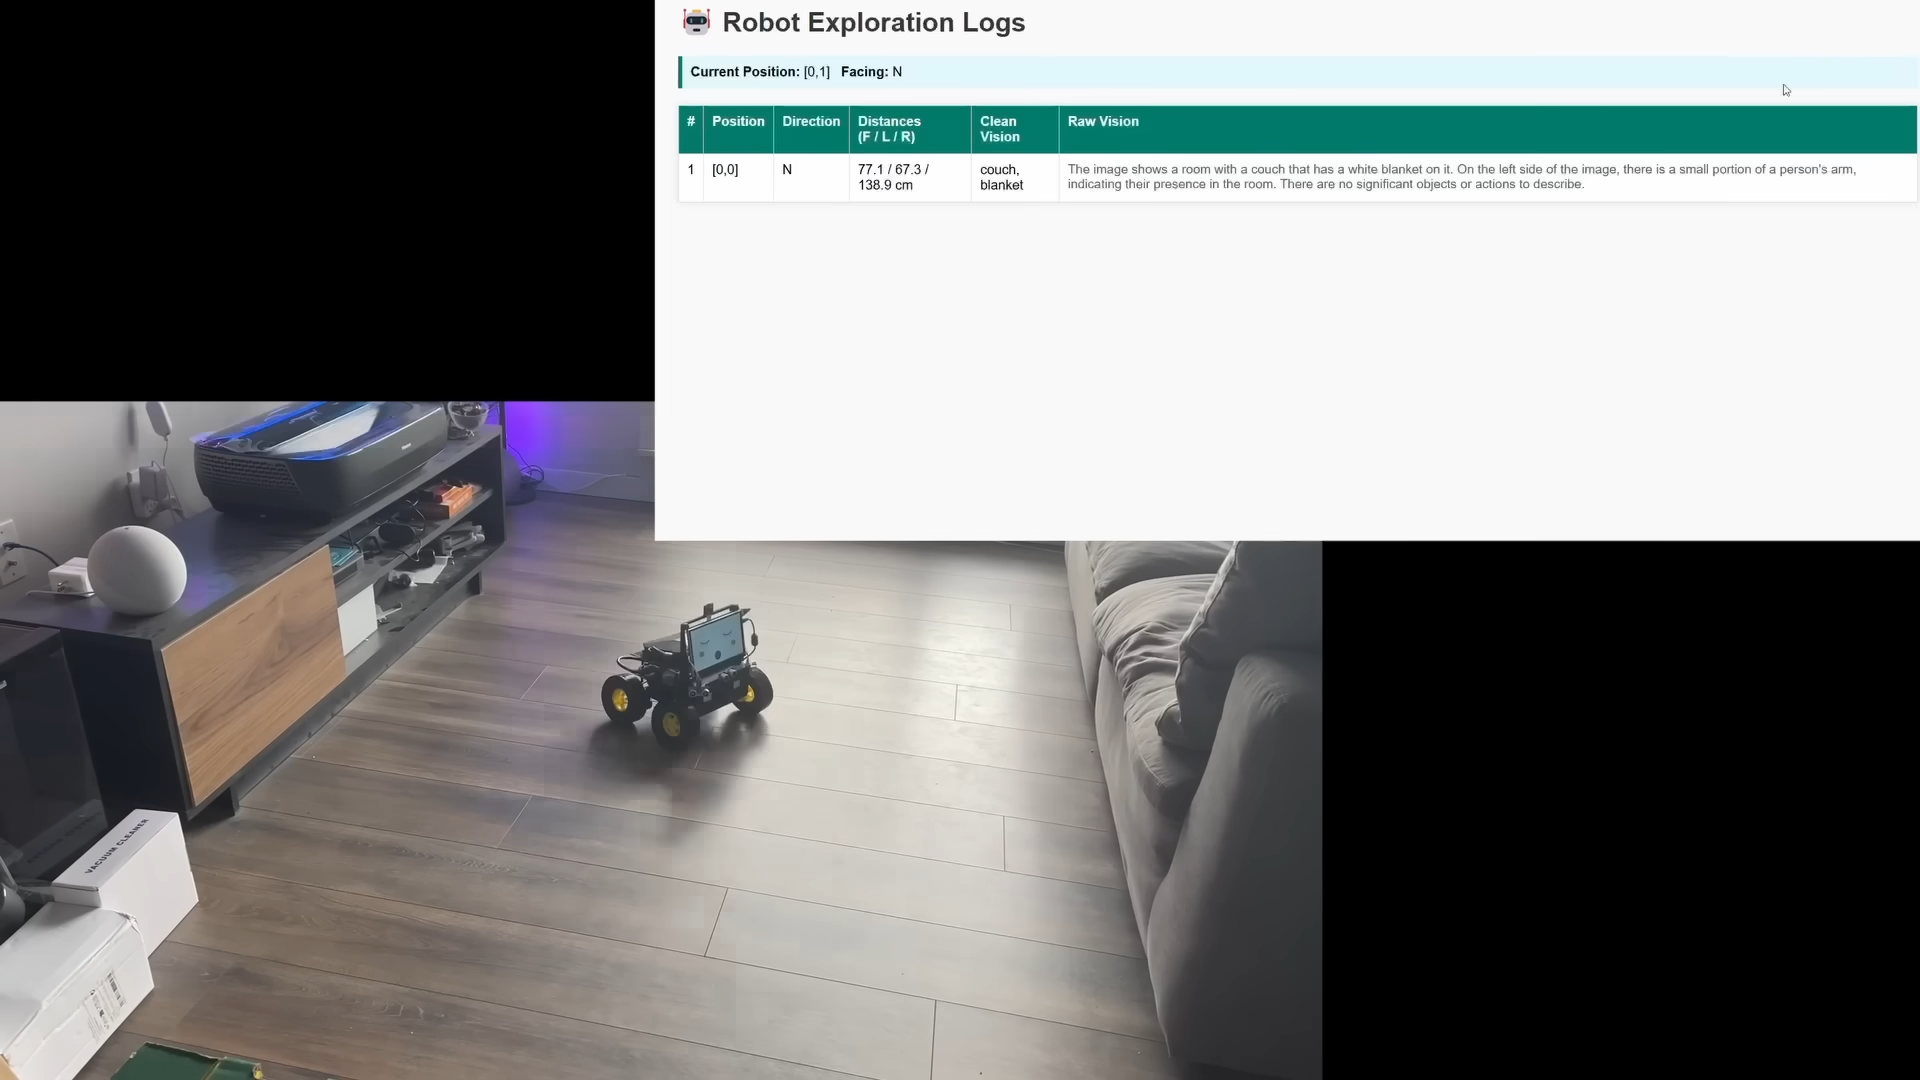 Robot Exploration Logs
Current Position: [0,1] Facing: N
# Position Direction Distances (F / L / R) Clean Vision Raw Vision
1 [0,0] N 77.1 / 67.3 / 138.9 cm couch, blanket The image shows a room with a couch that has a white blanket on it. On the left side of the image, there is a small portion of a person's arm, indicating their presence in the room. There are no significant objects or actions to describe.
VACUUM CLEANER